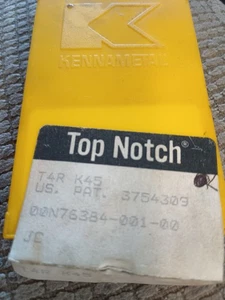 KENNAMETAL
Top Notch®
T4R K45
US. PAT. 3754309
00N76384-001-00
JC